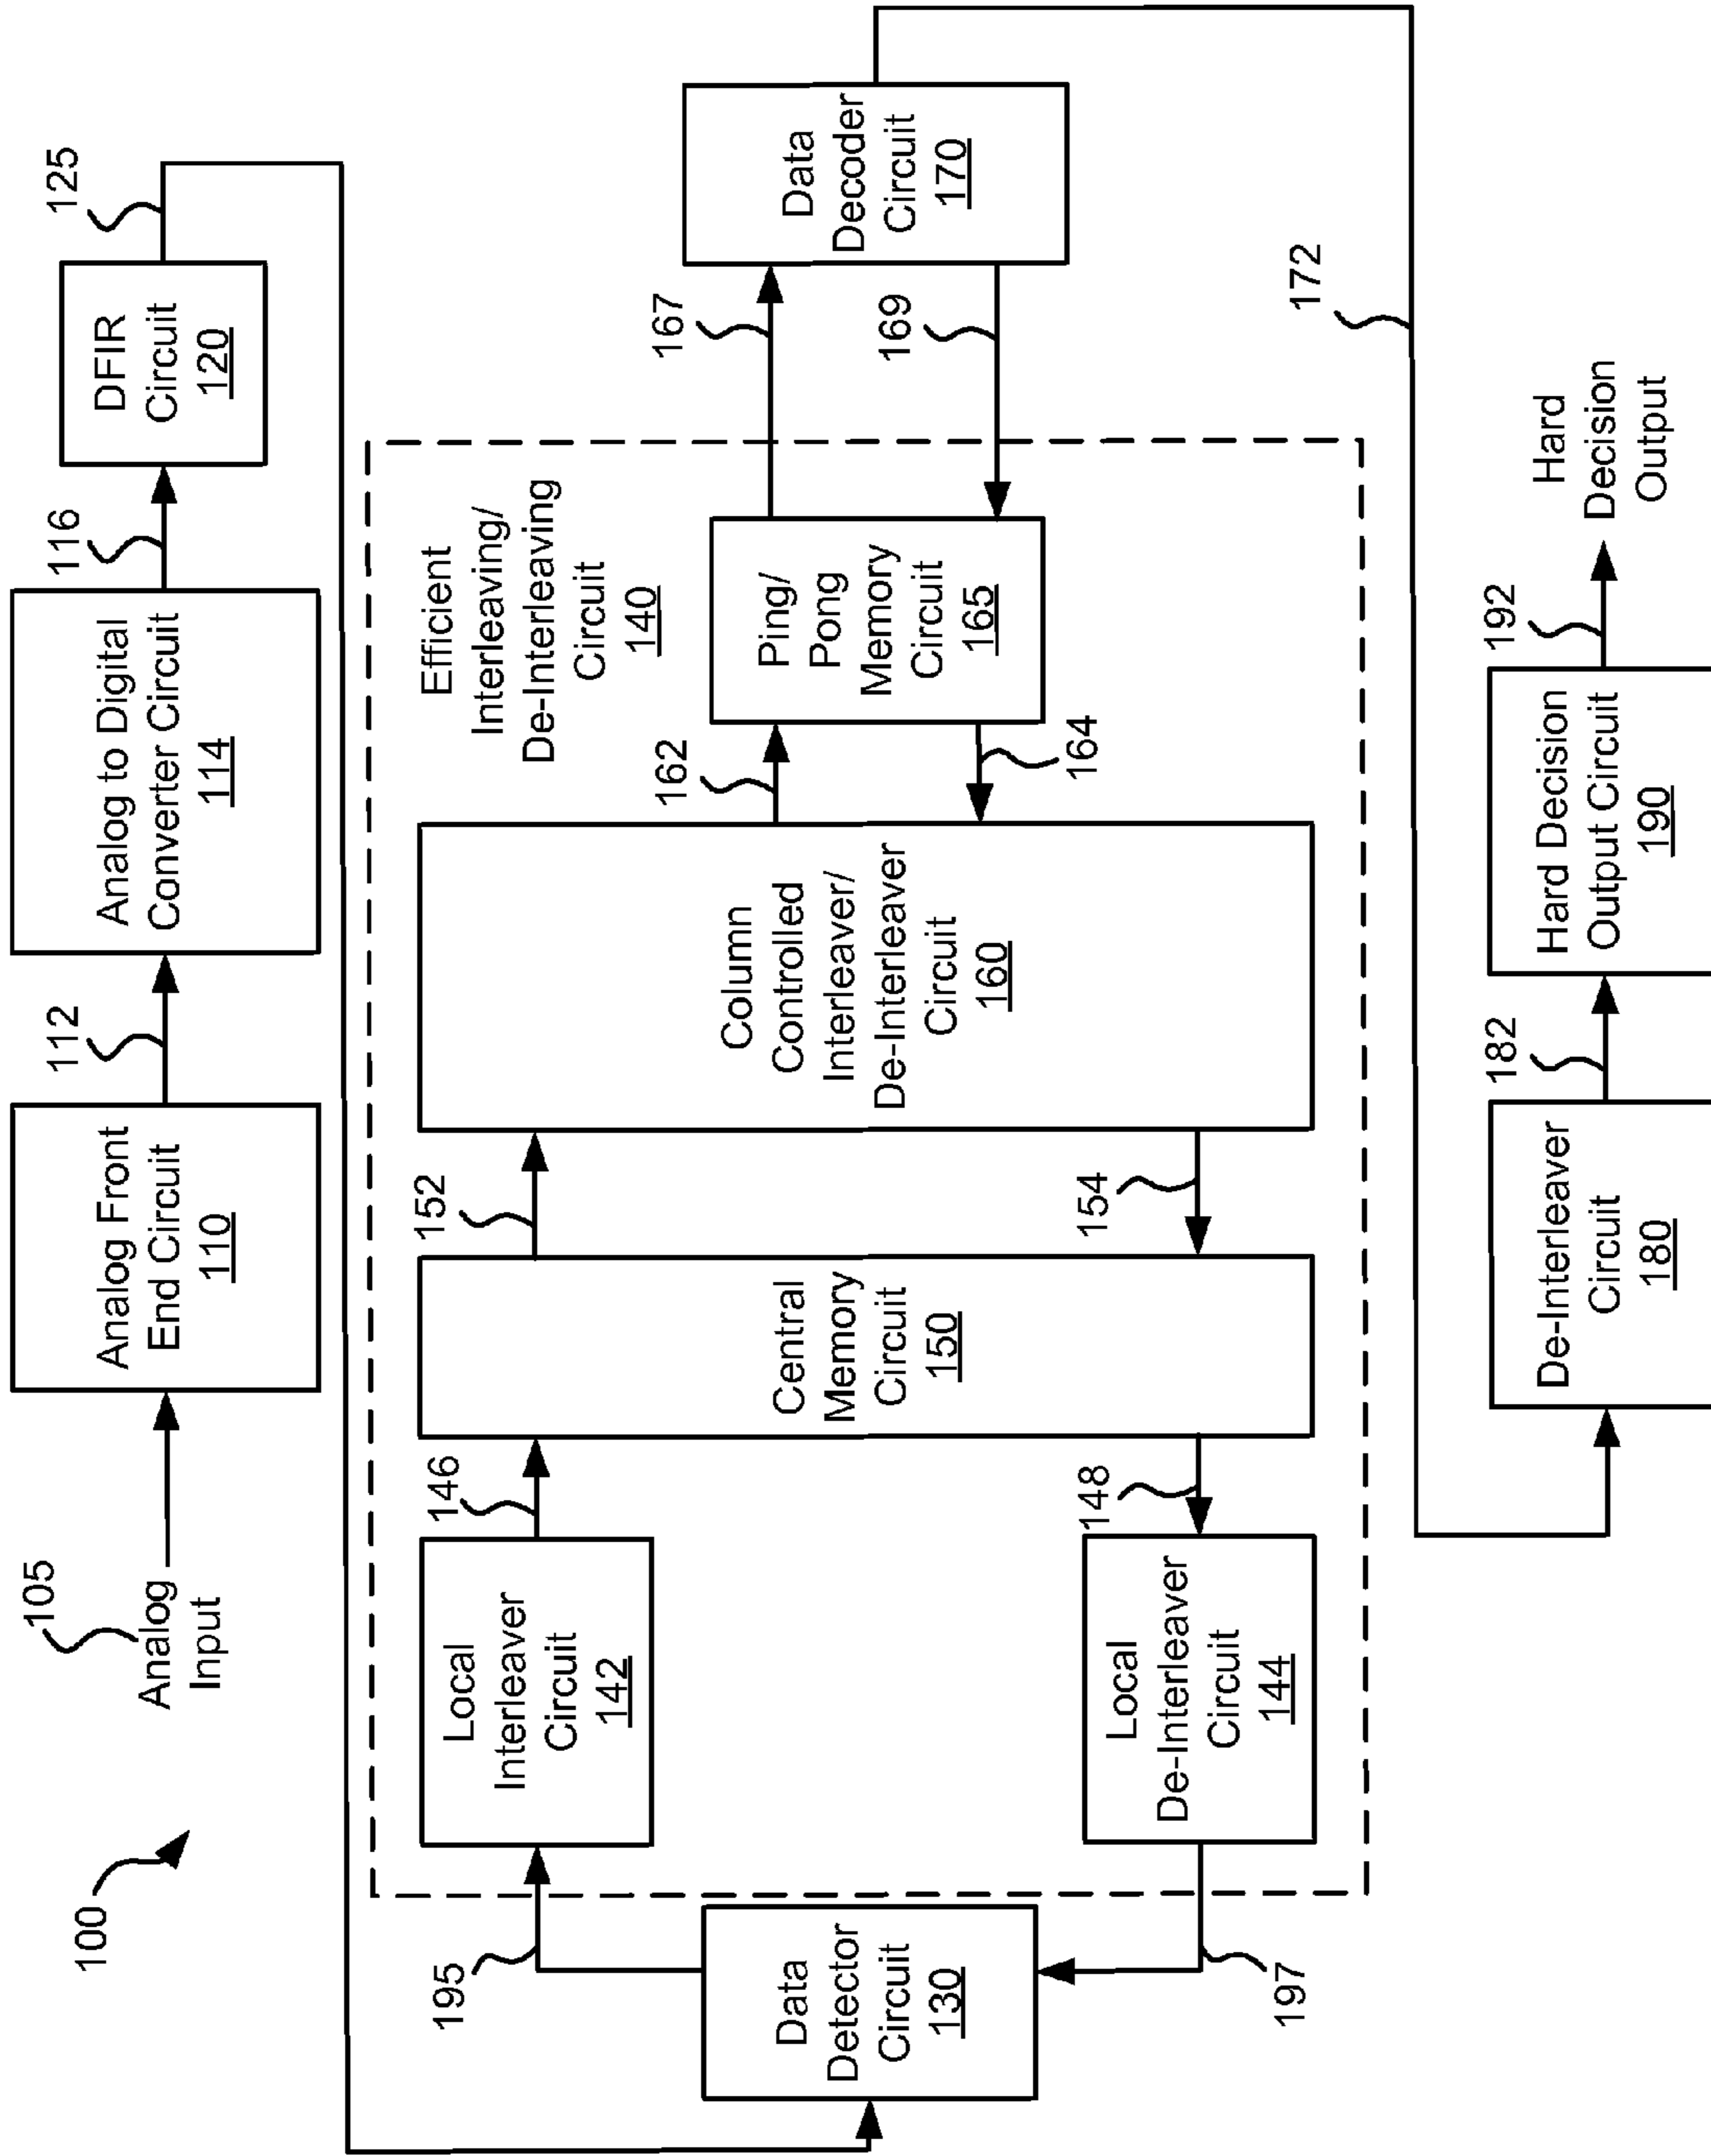 100
105
Analog
Input
Analog Front
End Circuit
110
112
Analog to Digital
Converter Circuit
114
116
DFIR
Circuit
120
125
Data
Detector
Circuit
130
195
197
Efficient
Interleaving/
De-Interleaving
Circuit
140
Local
Interleaver
Circuit
142
146
Local
De-Interleaver
Circuit
144
148
Central
Memory
Circuit
150
152
154
Column
Controlled
Interleaver/
De-Interleaver
Circuit
160
162
164
Ping/
Pong
Memory
Circuit
165
167
169
Data
Decoder
Circuit
170
172
De-Interleaver
Circuit
180
182
Hard Decision
Output Circuit
190
192
Hard
Decision
Output